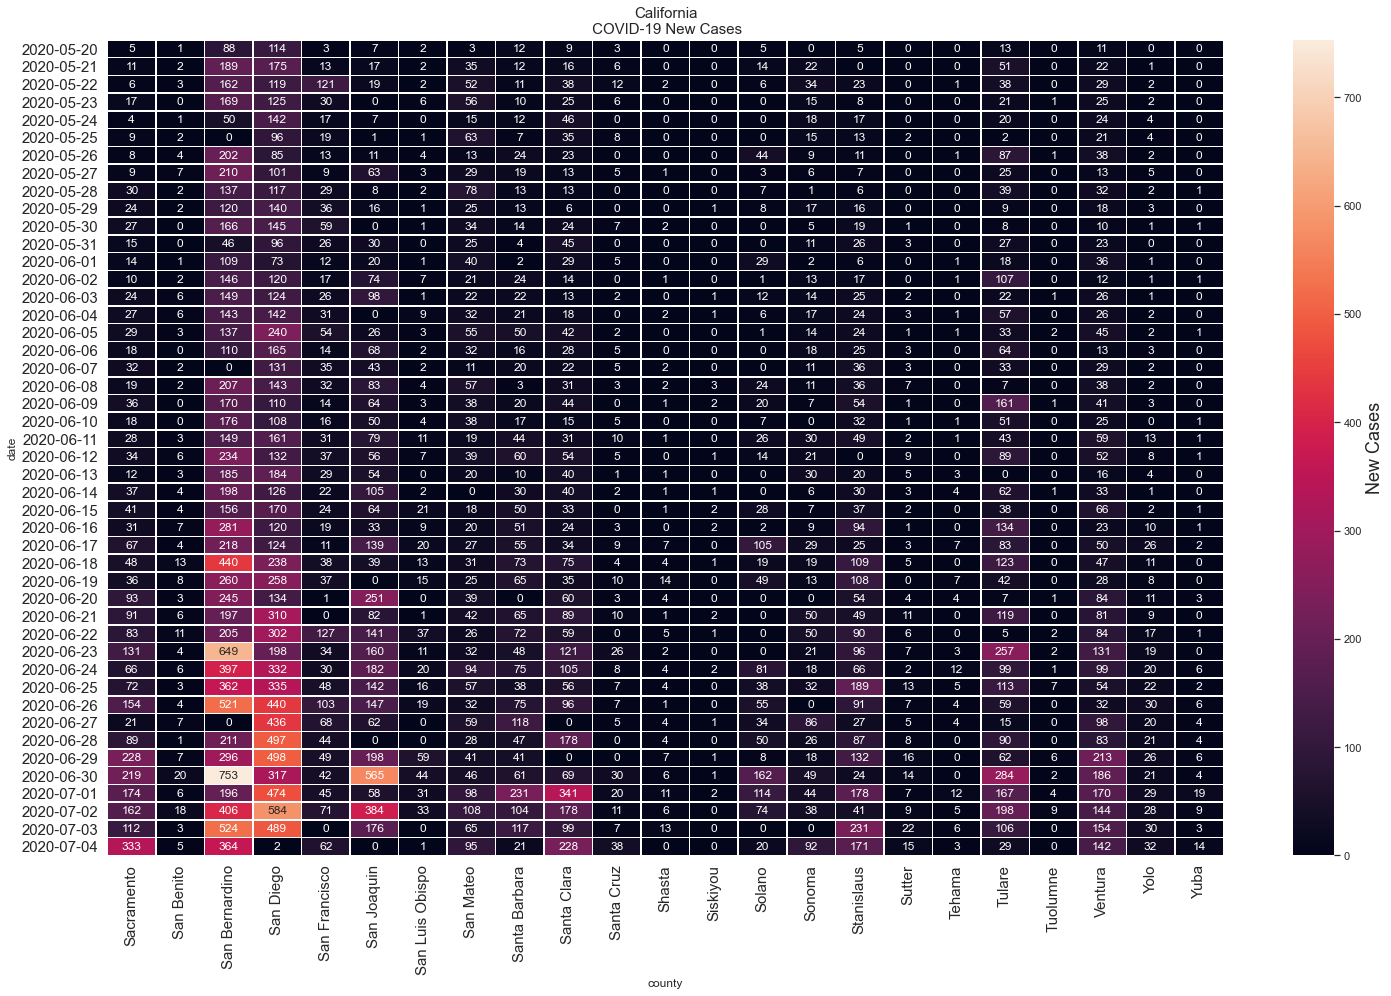 California
COVID-19 New Cases
2020-05-20 5 1 88 114 3 7 2 3 12 9 3 0 0 5 0 5 0 0 13 0 11 0 0
2020-05-21 11 2 189 175 13 17 2 35 12 16 6 0 0 14 22 0 0 0 51 0 22 1 0
2020-05-22 6 3 162 119 121 19 2 52 11 38 12 2 0 6 34 23 0 1 38 0 29 2 0
2020-05-23 17 0 169 125 30 0 6 56 10 25 6 0 0 0 15 8 0 0 21 1 25 2 0
2020-05-24 4 1 50 142 17 7 0 15 12 46 0 0 0 0 18 17 0 0 20 0 24 4 0
2020-05-25 9 2 0 96 19 1 1 63 7 35 8 0 0 0 15 13 2 0 2 0 21 4 0
2020-05-26 8 4 202 85 13 11 4 13 24 23 0 0 0 44 9 11 0 1 87 1 38 2 0
2020-05-27 9 7 210 101 9 63 3 29 19 13 5 1 0 3 6 7 0 0 25 0 13 5 0
2020-05-28 30 2 137 117 29 8 2 78 13 13 0 0 0 7 1 6 0 0 39 0 32 2 1
2020-05-29 24 2 120 140 36 16 1 25 13 6 0 0 1 8 17 16 0 0 9 0 18 3 0
2020-05-30 27 0 166 145 59 0 1 34 14 24 7 2 0 0 5 19 1 0 8 0 10 1 1
2020-05-31 15 0 46 96 26 30 0 25 4 45 0 0 0 0 11 26 3 0 27 0 23 0 0
2020-06-01 14 1 109 73 12 20 1 40 2 29 5 0 0 29 2 6 0 1 18 0 36 1 0
2020-06-02 10 2 146 120 17 74 7 21 24 14 0 1 0 1 13 17 0 1 107 0 12 1 1
2020-06-03 24 6 149 124 26 98 1 22 22 13 2 0 1 12 14 25 2 0 22 1 26 1 0
2020-06-04 27 6 143 142 31 0 9 32 21 18 0 2 1 6 17 24 3 1 57 0 26 2 0
2020-06-05 29 3 137 240 54 26 3 55 50 42 2 0 0 1 14 24 1 1 33 2 45 2 1
2020-06-06 18 0 110 165 14 68 2 32 16 28 5 0 0 0 18 25 3 0 64 0 13 3 0
2020-06-07 32 2 0 131 35 43 2 11 20 22 5 2 0 0 11 36 3 0 33 0 29 2 0
2020-06-08 19 2 207 143 32 83 4 57 3 31 3 2 3 24 11 36 7 0 7 0 38 2 0
2020-06-09 36 0 170 110 14 64 3 38 20 44 0 1 2 20 7 54 1 0 161 1 41 3 0
2020-06-10 18 0 176 108 16 50 4 38 17 15 5 0 0 7 0 32 1 1 51 0 25 0 1
2020-06-11 28 3 149 161 31 79 11 19 44 31 10 1 0 26 30 49 2 1 43 0 59 13 1
2020-06-12 34 6 234 132 37 56 7 39 60 54 5 0 1 14 21 0 9 0 89 0 52 8 1
2020-06-13 12 3 185 184 29 54 0 20 10 40 1 1 0 0 30 20 5 3 0 0 16 4 0
2020-06-14 37 4 198 126 22 105 2 0 30 40 2 1 1 0 6 30 3 4 62 1 33 1 0
2020-06-15 41 4 156 170 24 64 21 18 50 33 0 1 2 28 7 37 2 0 38 0 66 2 1
2020-06-16 31 7 281 120 19 33 9 20 51 24 3 0 2 2 9 94 1 0 134 0 23 10 1
2020-06-17 67 4 218 124 11 139 20 27 55 34 9 7 0 105 29 25 3 7 83 0 50 26 2
2020-06-18 48 13 440 238 38 39 13 31 73 75 4 4 1 19 19 109 5 0 123 0 47 11 0
2020-06-19 36 8 260 258 37 0 15 25 65 35 10 14 0 49 13 108 0 7 42 0 28 8 0
2020-06-20 93 3 245 134 1 251 0 39 0 60 3 4 0 0 0 54 4 4 7 1 84 11 3
2020-06-21 91 6 197 310 0 82 1 42 65 89 10 1 2 0 50 49 11 0 119 0 81 9 0
2020-06-22 83 11 205 302 127 141 37 26 72 59 0 5 1 0 50 90 6 0 5 2 84 17 1
2020-06-23 131 4 649 198 34 160 11 32 48 121 26 2 0 0 21 96 7 3 257 2 131 19 0
2020-06-24 66 6 397 332 30 182 20 94 75 105 8 4 2 81 18 66 2 12 99 1 99 20 6
2020-06-25 72 3 362 335 48 142 16 57 38 56 7 4 0 38 32 189 13 5 113 7 54 22 2
2020-06-26 154 4 521 440 103 147 19 32 75 96 7 1 0 55 0 91 7 4 59 0 32 30 6
2020-06-27 21 7 0 436 68 62 0 59 118 0 5 4 1 34 86 27 5 4 15 0 98 20 4
2020-06-28 89 1 211 497 44 0 0 28 47 178 0 4 0 50 26 87 8 0 90 0 83 21 4
2020-06-29 228 7 296 498 49 198 59 41 41 0 0 7 1 8 18 132 16 0 62 6 213 26 6
2020-06-30 219 20 753 317 42 565 44 46 61 69 30 6 1 162 49 24 14 0 284 2 186 21 4
2020-07-01 174 6 196 474 45 58 31 98 231 341 20 11 2 114 44 178 7 12 167 4 170 29 19
2020-07-02 162 18 406 584 71 384 33 108 104 178 11 6 0 74 38 41 9 5 198 9 144 28 9
2020-07-03 112 3 524 489 0 176 0 65 117 99 7 13 0 0 0 231 22 6 106 0 154 30 3
2020-07-04 333 5 364 2 62 0 1 95 21 228 38 0 0 20 92 171 15 3 29 0 142 32 14
date
Sacramento San Benito San Bernardino San Diego San Francisco San Joaquin San Luis Obispo San Mateo Santa Barbara Santa Clara Santa Cruz Shasta Siskiyou Solano Sonoma Stanislaus Sutter Tehama Tulare Tuolumne Ventura Yolo Yuba
county
700
600
500
400
300
200
100
0
New Cases